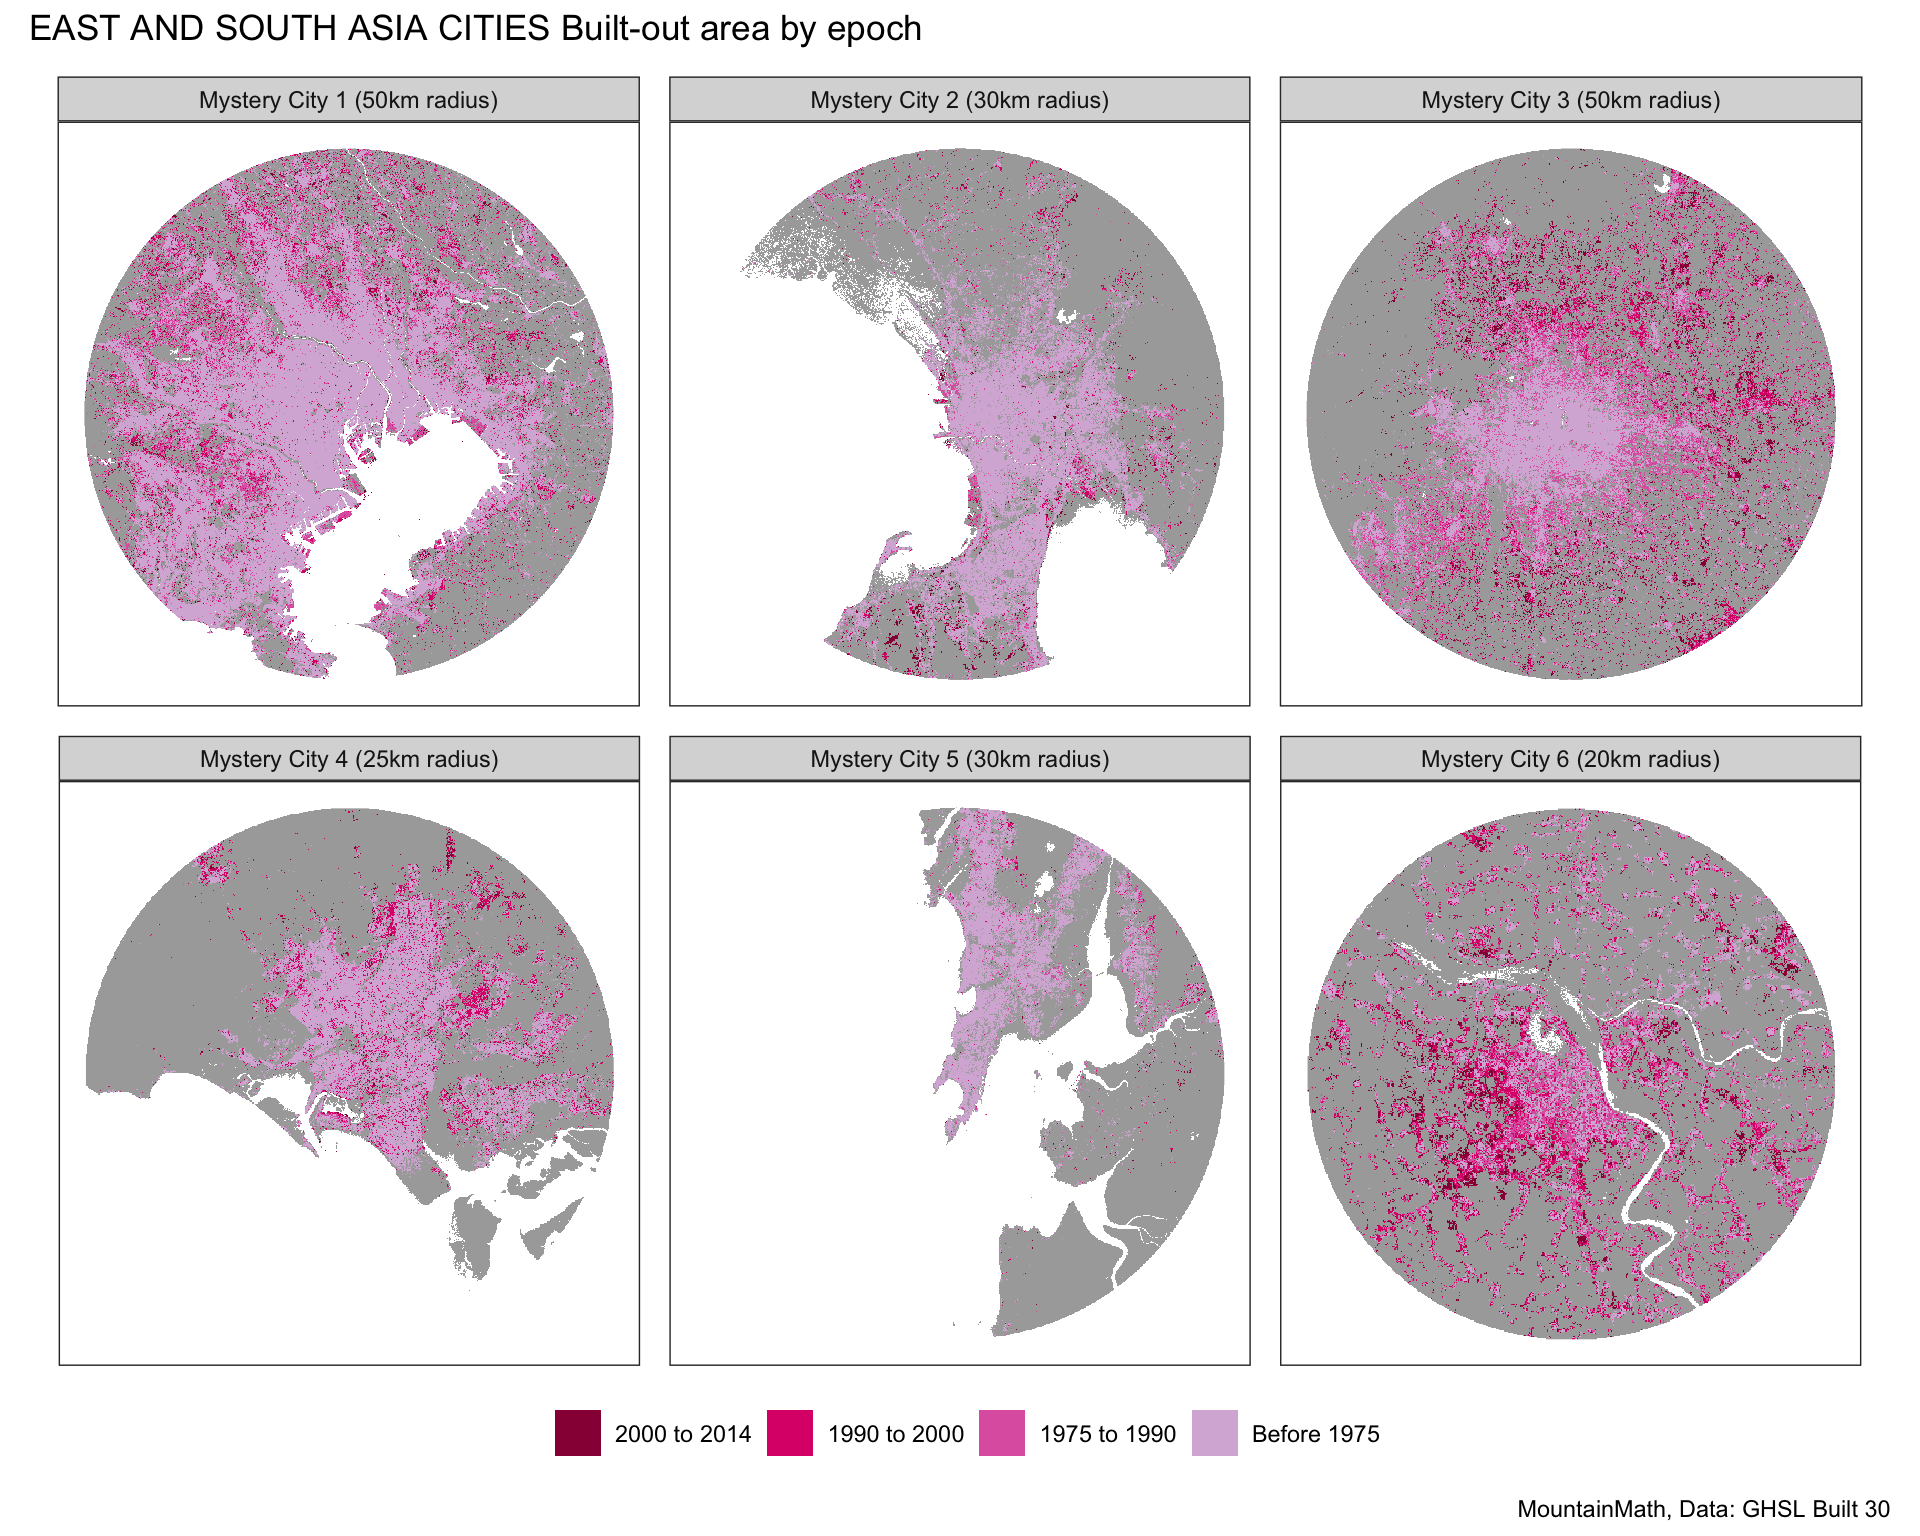 EAST AND SOUTH ASIA CITIES Built-out area by epoch
Mystery City 1 (50km radius)
Mystery City 2 (30km radius)
Mystery City 3 (50km radius)
Mystery City 4 (25km radius)
Mystery City 5 (30km radius)
Mystery City 6 (20km radius)
2000 to 2014
1990 to 2000
1975 to 1990
Before 1975
MountainMath, Data: GHSL Built 30